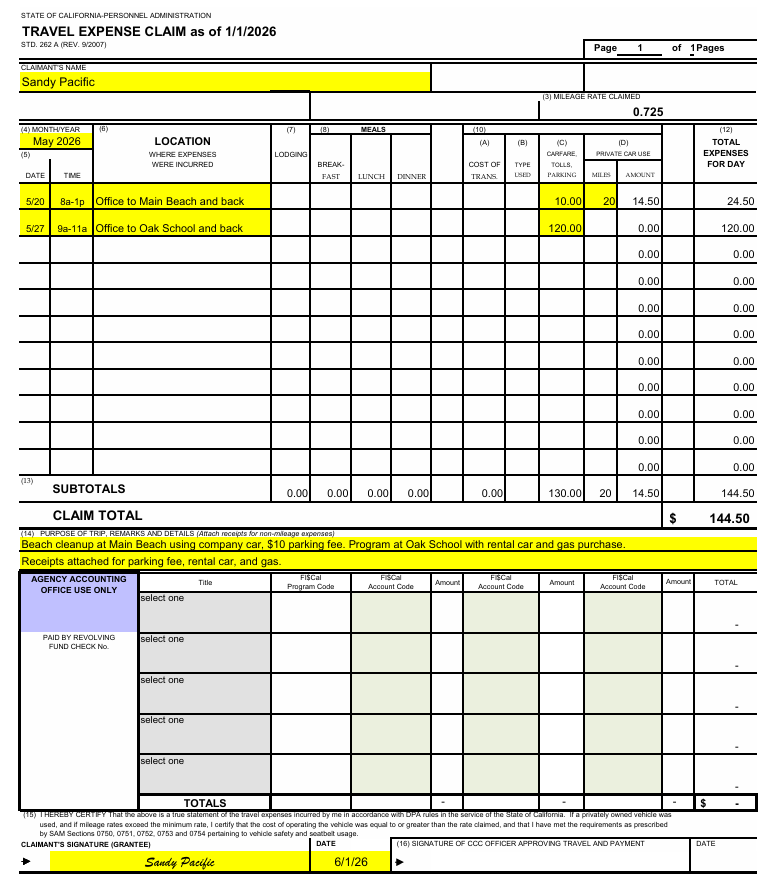 STATE OF CALIFORNIA-PERSONNEL ADMINISTRATION
TRAVEL EXPENSE CLAIM as of 1/1/2026
STD. 262 A (REV. 9/2007)
Page 1 of 1 Pages
CLAIMANT'S NAME
Sandy Pacific
(3) MILEAGE RATE CLAIMED
0.725
(4) MONTH/YEAR (6) (7) (8) MEALS (10) (12)
May 2026 LOCATION (A) (B) (C) (D) TOTAL
(5) WHERE EXPENSES LODGING CARFARE, PRIVATE CAR USE EXPENSES
WERE INCURRED BREAK- COST OF TYPE TOLLS, FOR DAY
DATE TIME FAST LUNCH DINNER TRANS. USED PARKING MILES AMOUNT
5/20 8a-1p Office to Main Beach and back 10.00 20 14.50 24.50
5/27 9a-11a Office to Oak School and back 120.00 0.00 120.00
0.00 0.00
0.00 0.00
0.00 0.00
0.00 0.00
0.00 0.00
0.00 0.00
0.00 0.00
0.00 0.00
0.00 0.00
(13) SUBTOTALS 0.00 0.00 0.00 0.00 0.00 130.00 20 14.50 144.50
CLAIM TOTAL $ 144.50
(14) PURPOSE OF TRIP, REMARKS AND DETAILS (Attach receipts for non-mileage expenses)
Beach cleanup at Main Beach using company car, $10 parking fee. Program at Oak School with rental car and gas purchase.
Receipts attached for parking fee, rental car, and gas.
AGENCY ACCOUNTING OFFICE USE ONLY
Title FI$Cal Program Code FI$Cal Account Code Amount FI$Cal Account Code Amount FI$Cal Account Code Amount TOTAL
select one -
PAID BY REVOLVING FUND CHECK No.
select one -
select one -
select one -
select one -
TOTALS - - - $ -
(15) I HEREBY CERTIFY That the above is a true statement of the travel expenses incurred by me in accordance with DPA rules in the service of the State of California. If a privately owned vehicle was
used, and if mileage rates exceed the minimum rate, I certify that the cost of operating the vehicle was equal to or greater than the rate claimed, and that I have met the requirements as prescribed
by SAM Sections 0750, 0751, 0752, 0753 and 0754 pertaining to vehicle safety and seatbelt usage.
CLAIMANT'S SIGNATURE (GRANTEE) DATE (16) SIGNATURE OF CCC OFFICER APPROVING TRAVEL AND PAYMENT DATE
Sandy Pacific 6/1/26